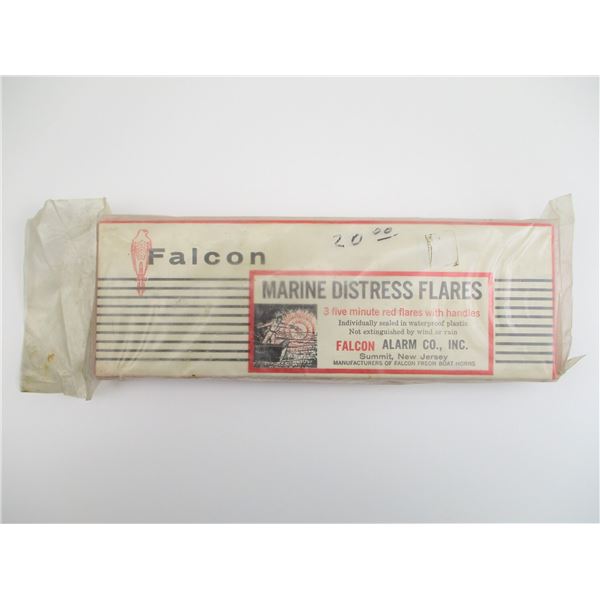 20.00
Falcon
MARINE DISTRESS FLARES
3 five minute red flares with handles
Individually sealed in waterproof plastic
Not extinguished by wind or rain
FALCON ALARM CO., INC.
Summit, New Jersey
MANUFACTURERS OF FALCON FREON BOAT HORNS